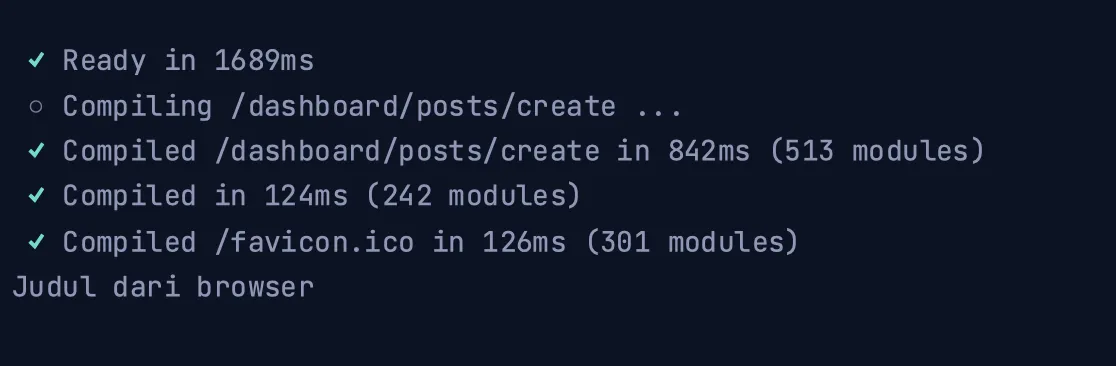 ✓ Ready in 1689ms
○ Compiling /dashboard/posts/create ...
✓ Compiled /dashboard/posts/create in 842ms (513 modules)
✓ Compiled in 124ms (242 modules)
✓ Compiled /favicon.ico in 126ms (301 modules)
Judul dari browser